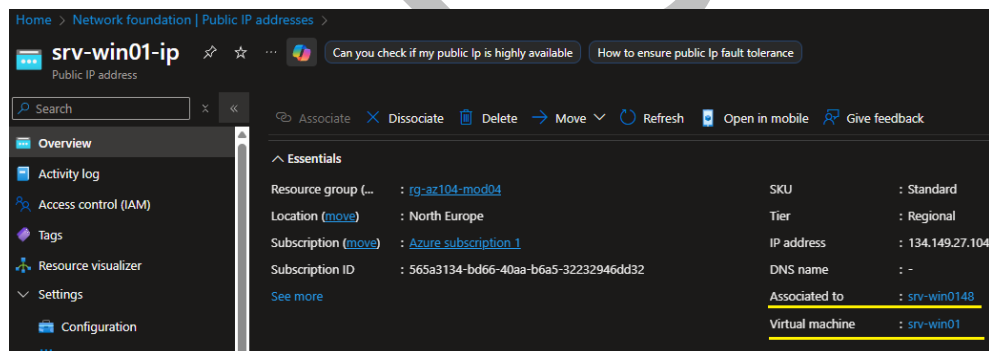 Home > Network foundation | Public IP addresses >
srv-win01-ip
Public IP address
Can you check if my public Ip is highly available
How to ensure public Ip fault tolerance
Search
Associate
Dissociate
Delete
Move
Refresh
Open in mobile
Give feedback
Overview
Activity log
Access control (IAM)
Tags
Resource visualizer
Settings
Configuration
Essentials
Resource group (... : rg-az104-mod04
Location (move) : North Europe
Subscription (move) : Azure subscription 1
Subscription ID : 565a3134-bd66-40aa-b6a5-32232946dd32
See more
SKU : Standard
Tier : Regional
IP address : 134.149.27.104
DNS name : -
Associated to : srv-win0148
Virtual machine : srv-win01